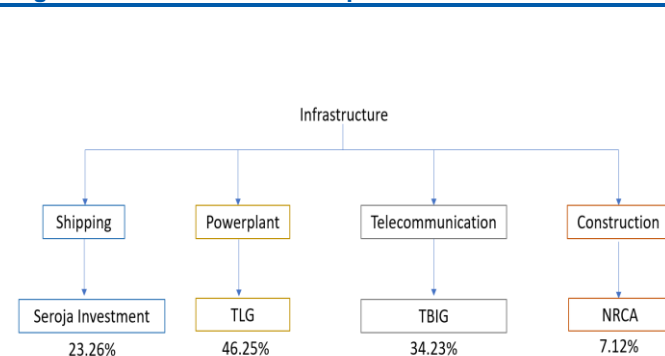 Infrastructure
Shipping
Powerplant
Telecommunication
Construction
Seroja Investment
TLG
TBIG
NRCA
23.26%
46.25%
34.23%
7.12%